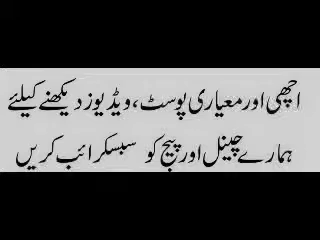 اچھی اور معیاری پوسٹ، ویڈیوز دیکھنے کیلئے
ہمارے چینل اور پیج کو سبسکرائب کریں